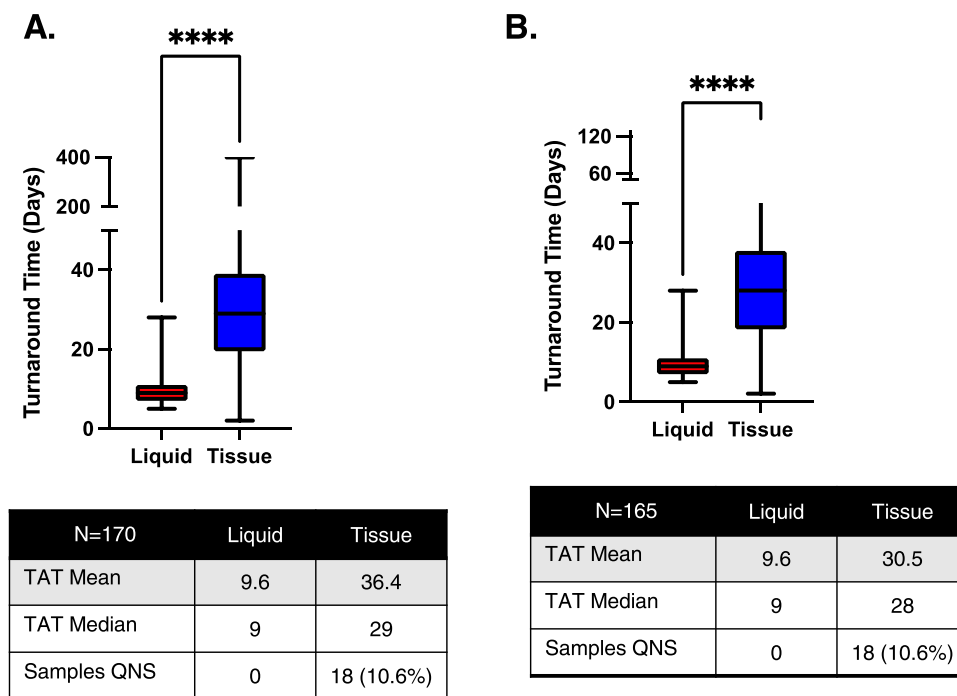 A.
****
400
200
40
20
0
Turnaround Time (Days)
Liquid Tissue
N=170 Liquid Tissue
TAT Mean 9.6 36.4
TAT Median 9 29
Samples QNS 0 18 (10.6%)
B.
****
120
60
40
20
0
Turnaround Time (Days)
Liquid Tissue
N=165 Liquid Tissue
TAT Mean 9.6 30.5
TAT Median 9 28
Samples QNS 0 18 (10.6%)